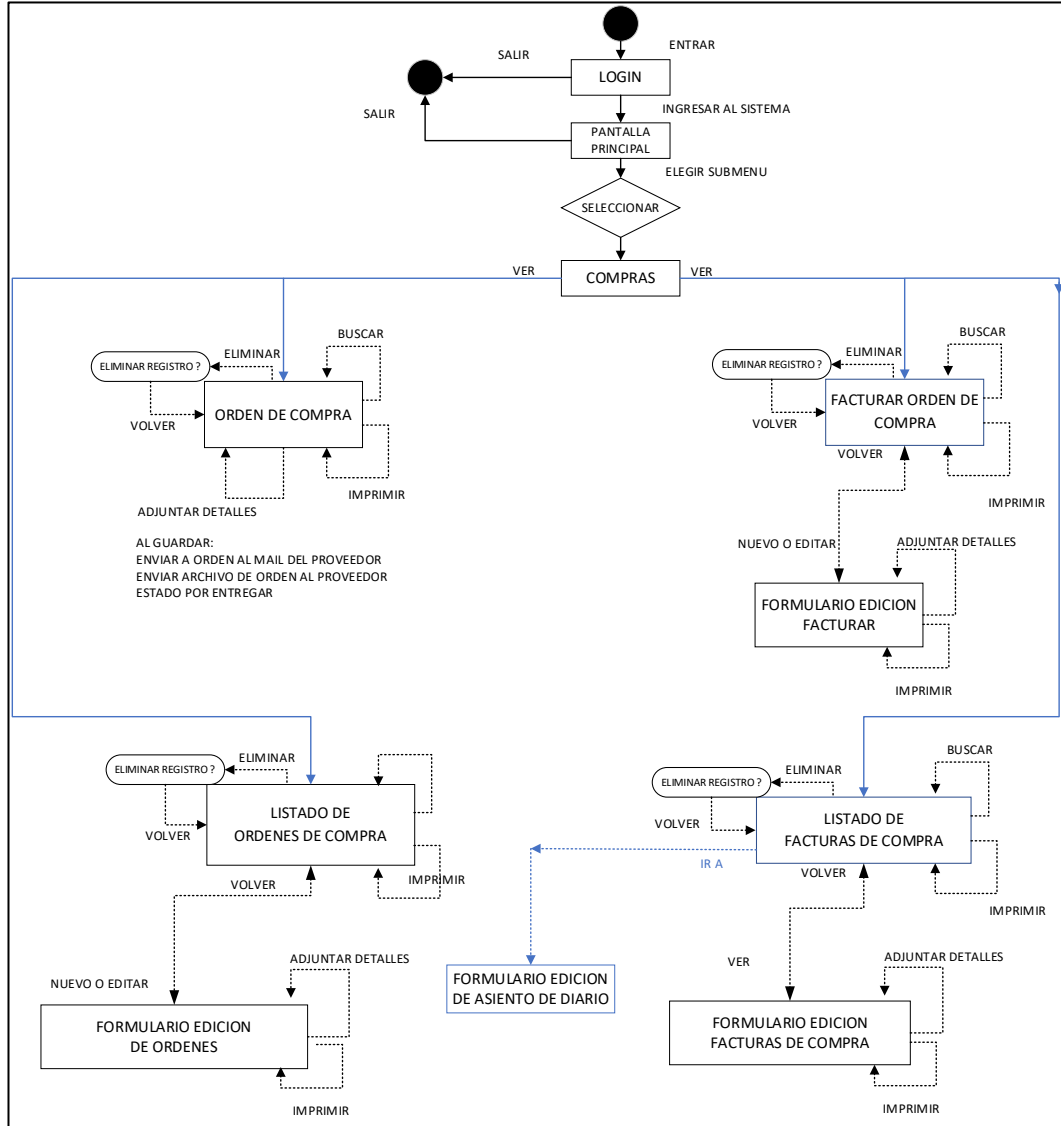 ENTRAR
SALIR
LOGIN
INGRESAR AL SISTEMA
SALIR
PANTALLA
PRINCIPAL
ELEGIR SUBMENU
SELECCIONAR
VER
COMPRAS
VER
BUSCAR
ELIMINAR
ELIMINAR REGISTRO ?
ORDEN DE COMPRA
VOLVER
IMPRIMIR
ADJUNTAR DETALLES
AL GUARDAR:
ENVIAR A ORDEN AL MAIL DEL PROVEEDOR
ENVIAR ARCHIVO DE ORDEN AL PROVEEDOR
ESTADO POR ENTREGAR
BUSCAR
ELIMINAR
ELIMINAR REGISTRO ?
FACTURAR ORDEN DE
COMPRA
VOLVER
VOLVER
IMPRIMIR
NUEVO O EDITAR
ADJUNTAR DETALLES
FORMULARIO EDICION
FACTURAR
IMPRIMIR
ELIMINAR
ELIMINAR REGISTRO ?
LISTADO DE
ORDENES DE COMPRA
VOLVER
IMPRIMIR
VOLVER
ADJUNTAR DETALLES
NUEVO O EDITAR
FORMULARIO EDICION
DE ORDENES
IMPRIMIR
BUSCAR
ELIMINAR
ELIMINAR REGISTRO ?
LISTADO DE
FACTURAS DE COMPRA
VOLVER
IR A
VOLVER
IMPRIMIR
FORMULARIO EDICION
DE ASIENTO DE DIARIO
VER
ADJUNTAR DETALLES
FORMULARIO EDICION
FACTURAS DE COMPRA
IMPRIMIR